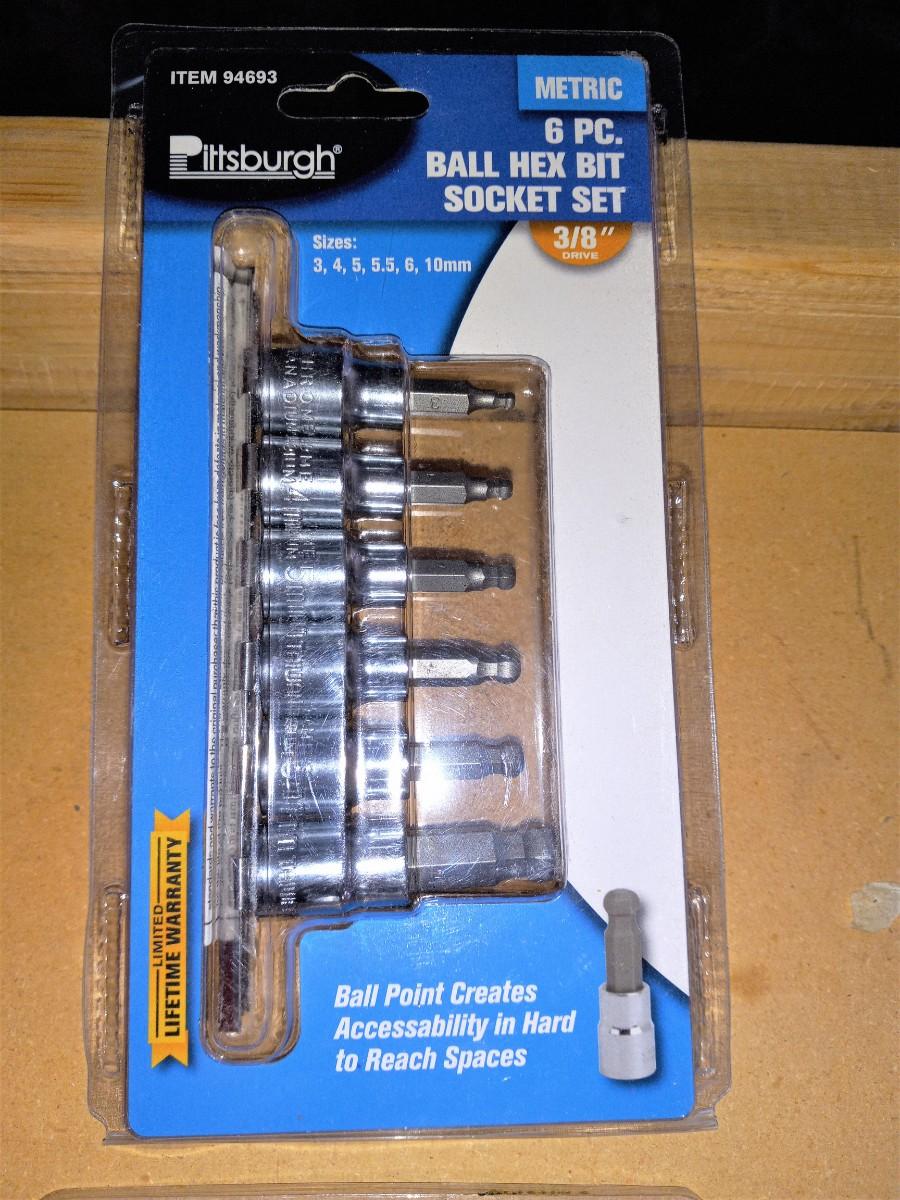 ITEM 94693
Pittsburgh®
METRIC
6 PC.
BALL HEX BIT
SOCKET SET
3/8"
DRIVE
Sizes:
3, 4, 5, 5.5, 6, 10mm
3
LIMITED
LIFETIME WARRANTY
Ball Point Creates
Accessability in Hard
to Reach Spaces